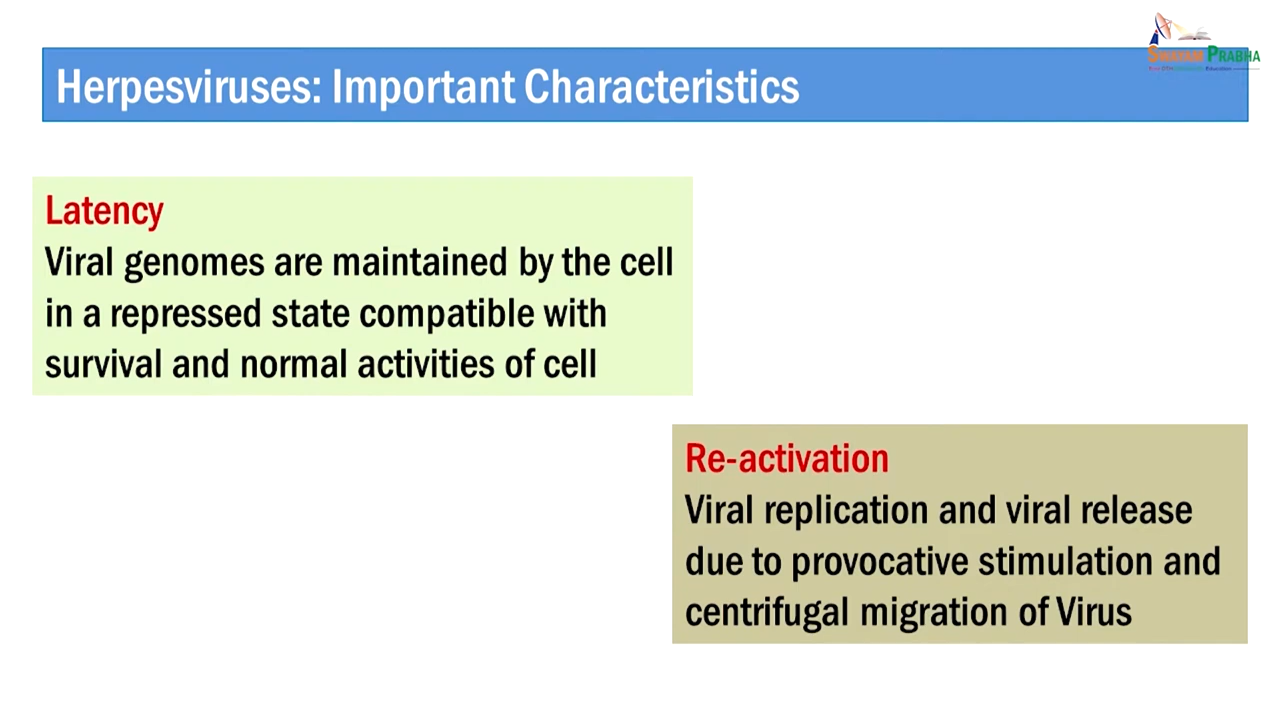 SWAYAM PRABHA
Herpesviruses: Important Characteristics
Latency
Viral genomes are maintained by the cell
in a repressed state compatible with
survival and normal activities of cell
Re-activation
Viral replication and viral release
due to provocative stimulation and
centrifugal migration of Virus